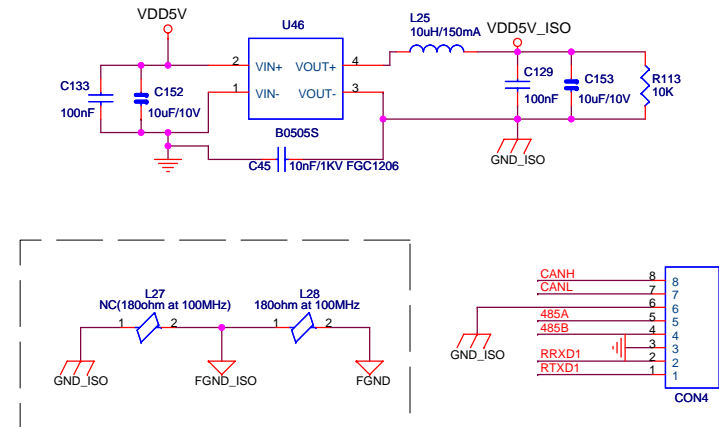 VDD5V
U46
L25
10uH/150mA
VDD5V_ISO
2 VIN+ VOUT+ 4
1 VIN- VOUT- 3
C133
100nF
C152
10uF/10V
B0505S
C129
100nF
C153
10uF/10V
R113
10K
C45 10nF/1KV FGC1206
GND_ISO
L27
NC(180ohm at 100MHz)
L28
180ohm at 100MHz
1 2
1 2
GND_ISO
FGND_ISO
FGND
CANH 8 8
CANL 7 7
6 6
485A 5 5
485B 4 4
3 3
RRXD1 2 2
RTXD1 1 1
GND_ISO
CON4